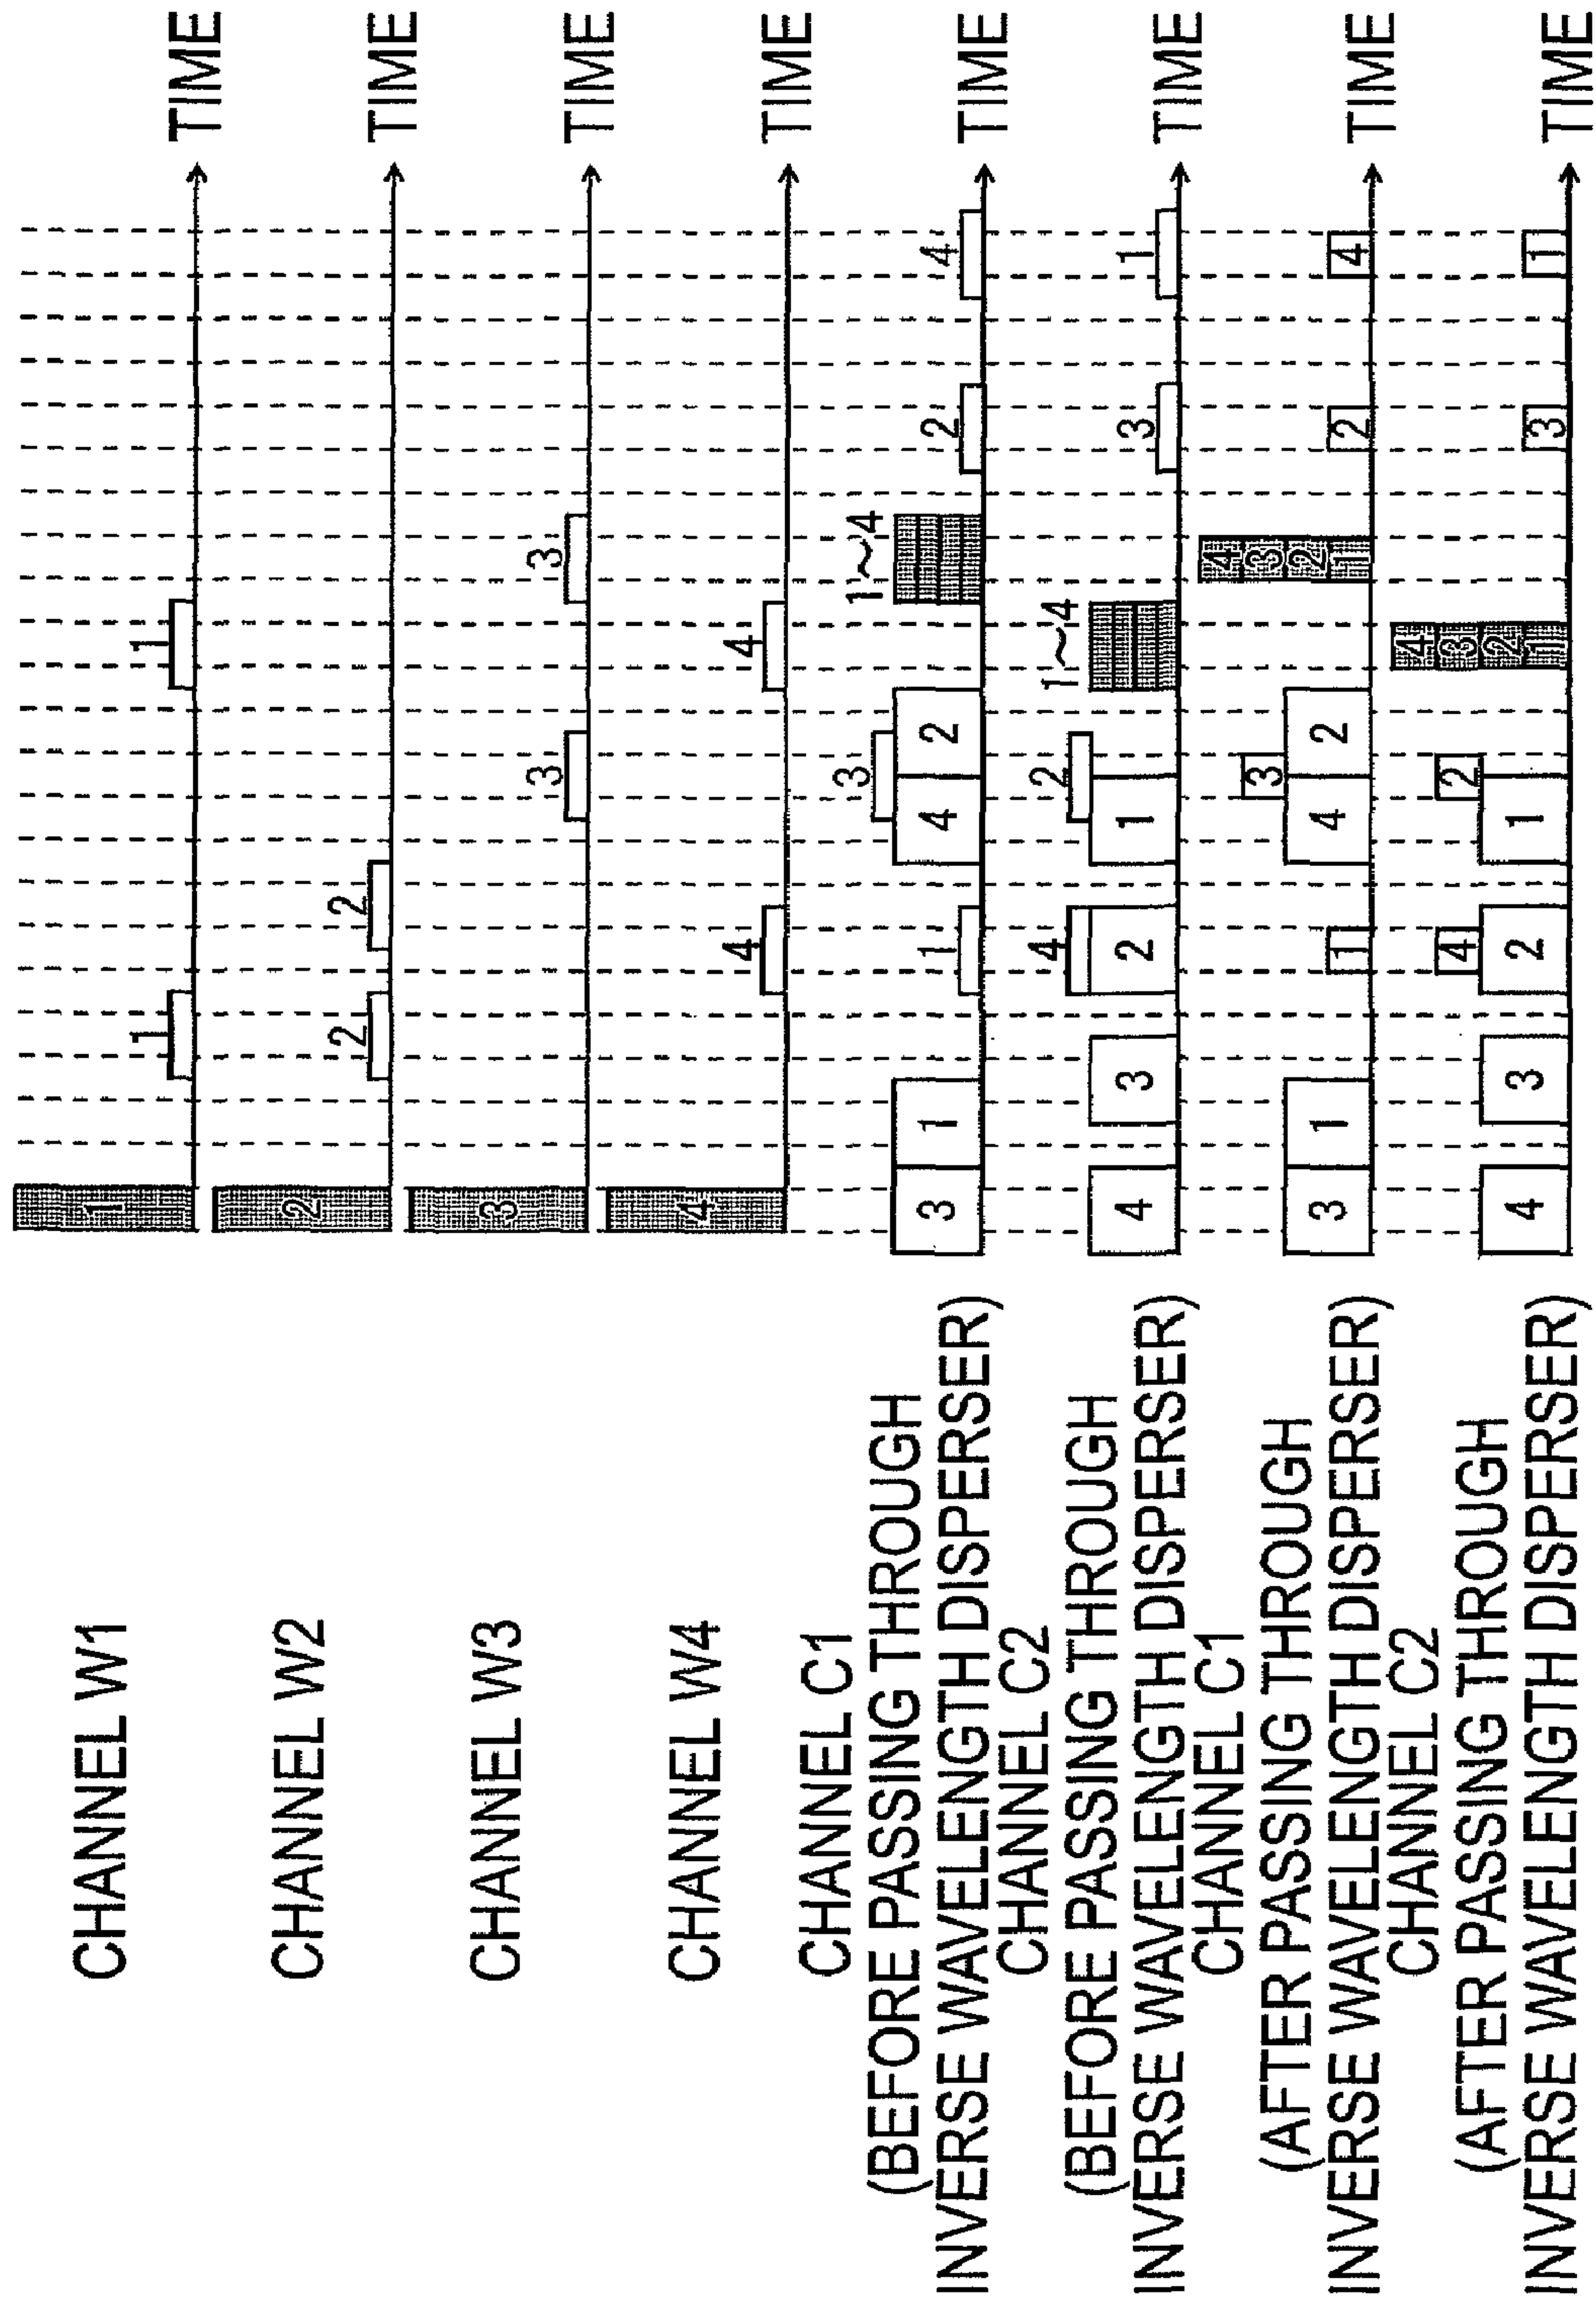 CHANNEL W1
1 1 1 TIME
CHANNEL W2
2 2 2 TIME
CHANNEL W3
3 3 3 TIME
CHANNEL W4
4 4 4 TIME
CHANNEL C1
(BEFORE PASSING THROUGH
INVERSE WAVELENGTH DISPERSER)
3 1~4
3 1 1 4 2 2 4 TIME
CHANNEL C2
(BEFORE PASSING THROUGH
INVERSE WAVELENGTH DISPERSER)
4 2 1~4
4 3 2 1 3 1 TIME
CHANNEL C1
(AFTER PASSING THROUGH
INVERSE WAVELENGTH DISPERSER)
4
3 3
2
3 1 1 4 2 1 2 4 TIME
CHANNEL C2
(AFTER PASSING THROUGH
INVERSE WAVELENGTH DISPERSER)
4
3
4 2 2
4 3 2 1 1 3 1 TIME